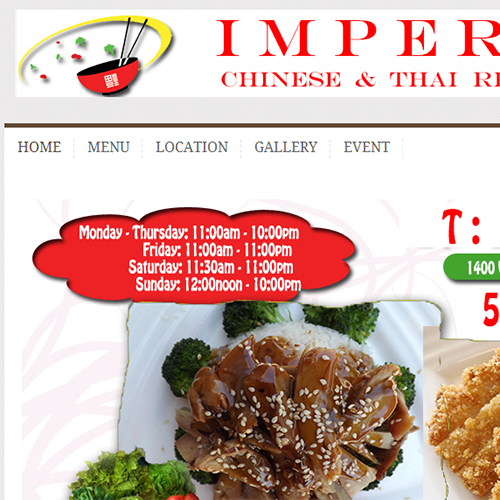 IMPER
CHINESE & THAI RE
HOME MENU LOCATION GALLERY EVENT
Monday - Thursday: 11:00am - 10:00pm
Friday: 11:00am - 11:00pm
Saturday: 11:30am - 11:00pm
Sunday: 12:00noon - 10:00pm
T:
1400
5